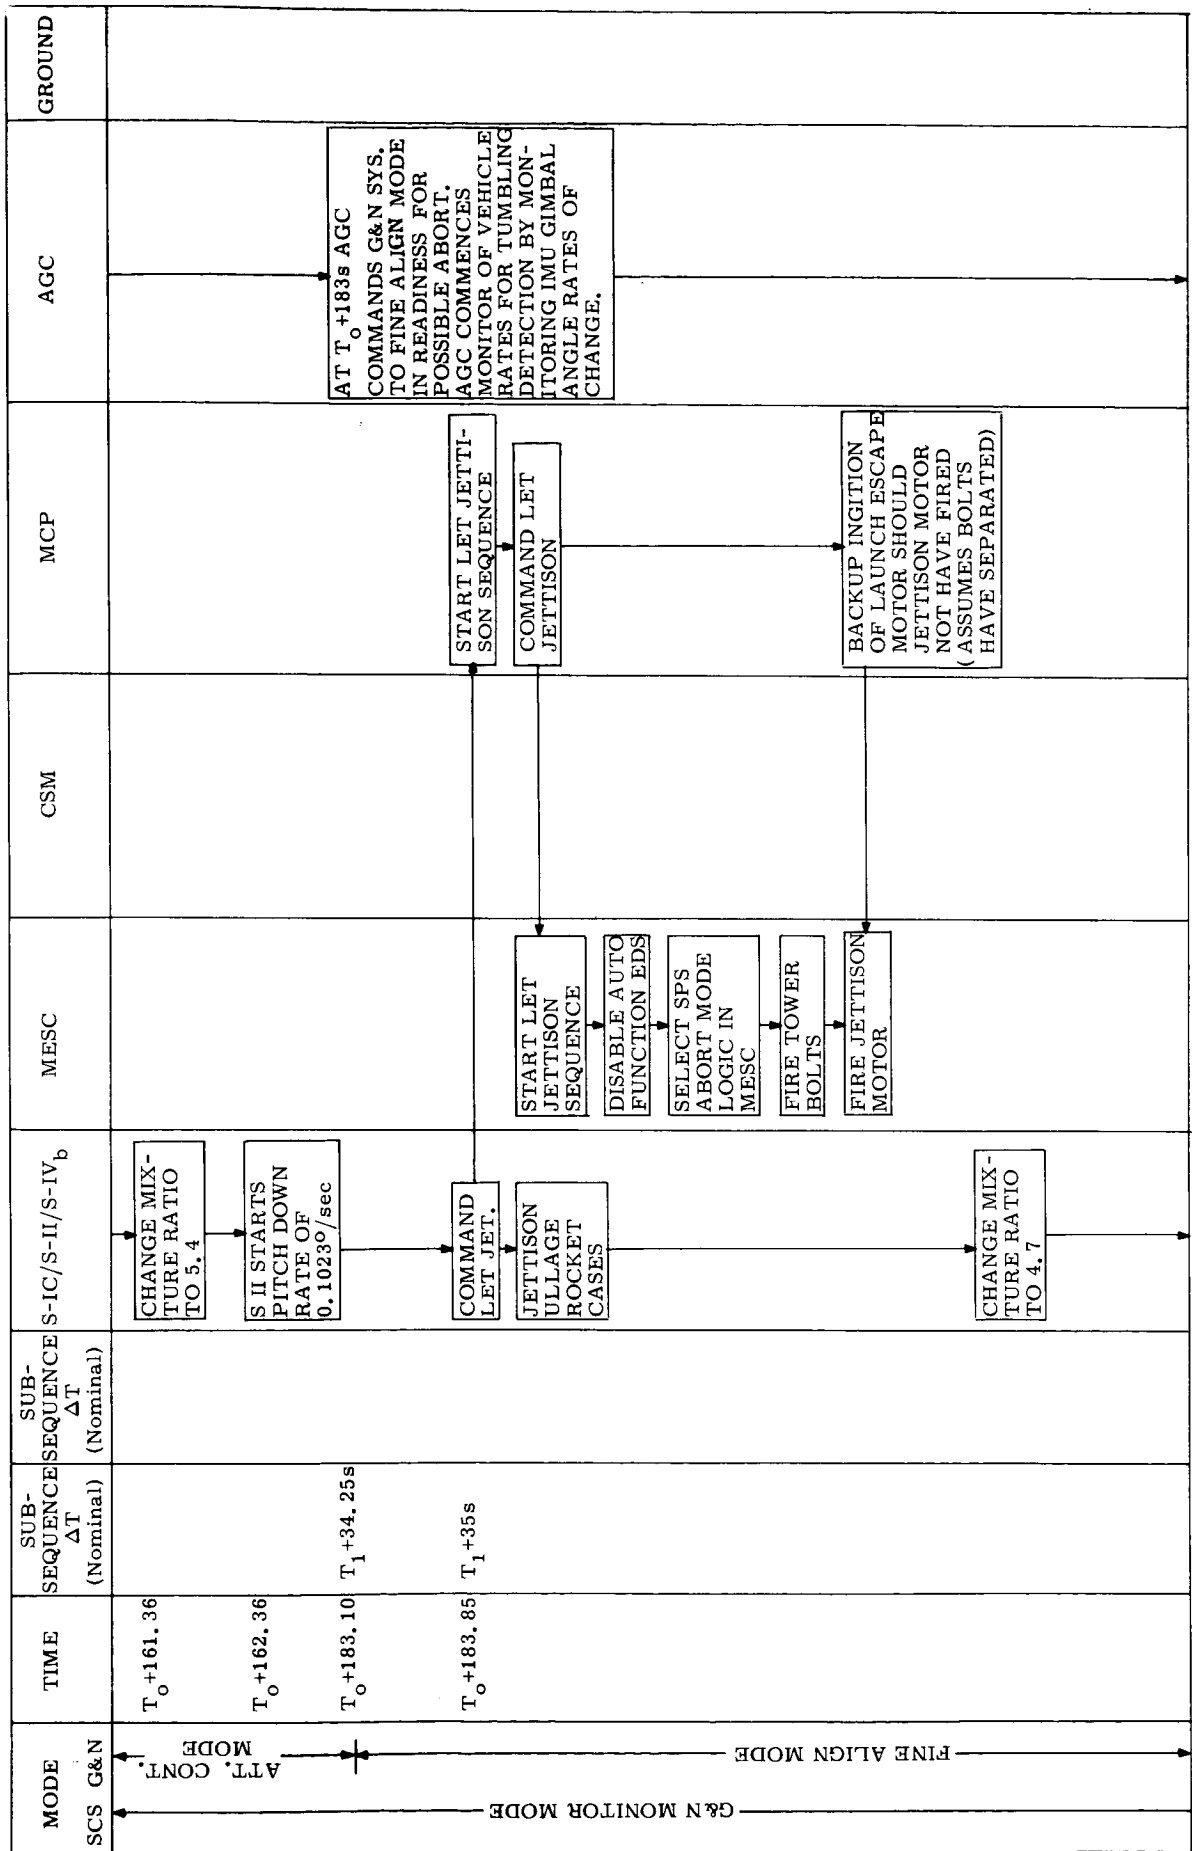 MODE
SCS G&N
TIME
SUB-
SEQUENCE
ΔT
(Nominal)
SUB-
SEQUENCE
ΔT
(Nominal)
S-IC/S-II/S-IVb
MESC
CSM
MCP
AGC
GROUND
G&N MONITOR MODE
ATT. CONT.
MODE
FINE ALIGN MODE
To+161.36
To+162.36
To+183.10
To+183.85
T1+34.25s
T1+35s
CHANGE MIX-
TURE RATIO
TO 5.4
S II STARTS
PITCH DOWN
RATE OF
0.1023°/sec
COMMAND
LET JET.
JETTISON
ULLAGE
ROCKET
CASES
CHANGE MIX-
TURE RATIO
TO 4.7
START LET
JETTISON
SEQUENCE
DISABLE AUTO
FUNCTION EDS
SELECT SPS
ABORT MODE
LOGIC IN
MESC
FIRE TOWER
BOLTS
FIRE JETTISON
MOTOR
START LET JETTI-
SON SEQUENCE
COMMAND LET
JETTISON
BACKUP INGITION
OF LAUNCH ESCAPE
MOTOR SHOULD
JETTISON MOTOR
NOT HAVE FIRED
(ASSUMES BOLTS
HAVE SEPARATED)
AT To+183s AGC
COMMANDS G&N SYS.
TO FINE ALIGN MODE
IN READINESS FOR
POSSIBLE ABORT.
AGC COMMENCES
MONITOR OF VEHICLE
RATES FOR TUMBLING
DETECTION BY MON-
ITORING IMU GIMBAL
ANGLE RATES OF
CHANGE.